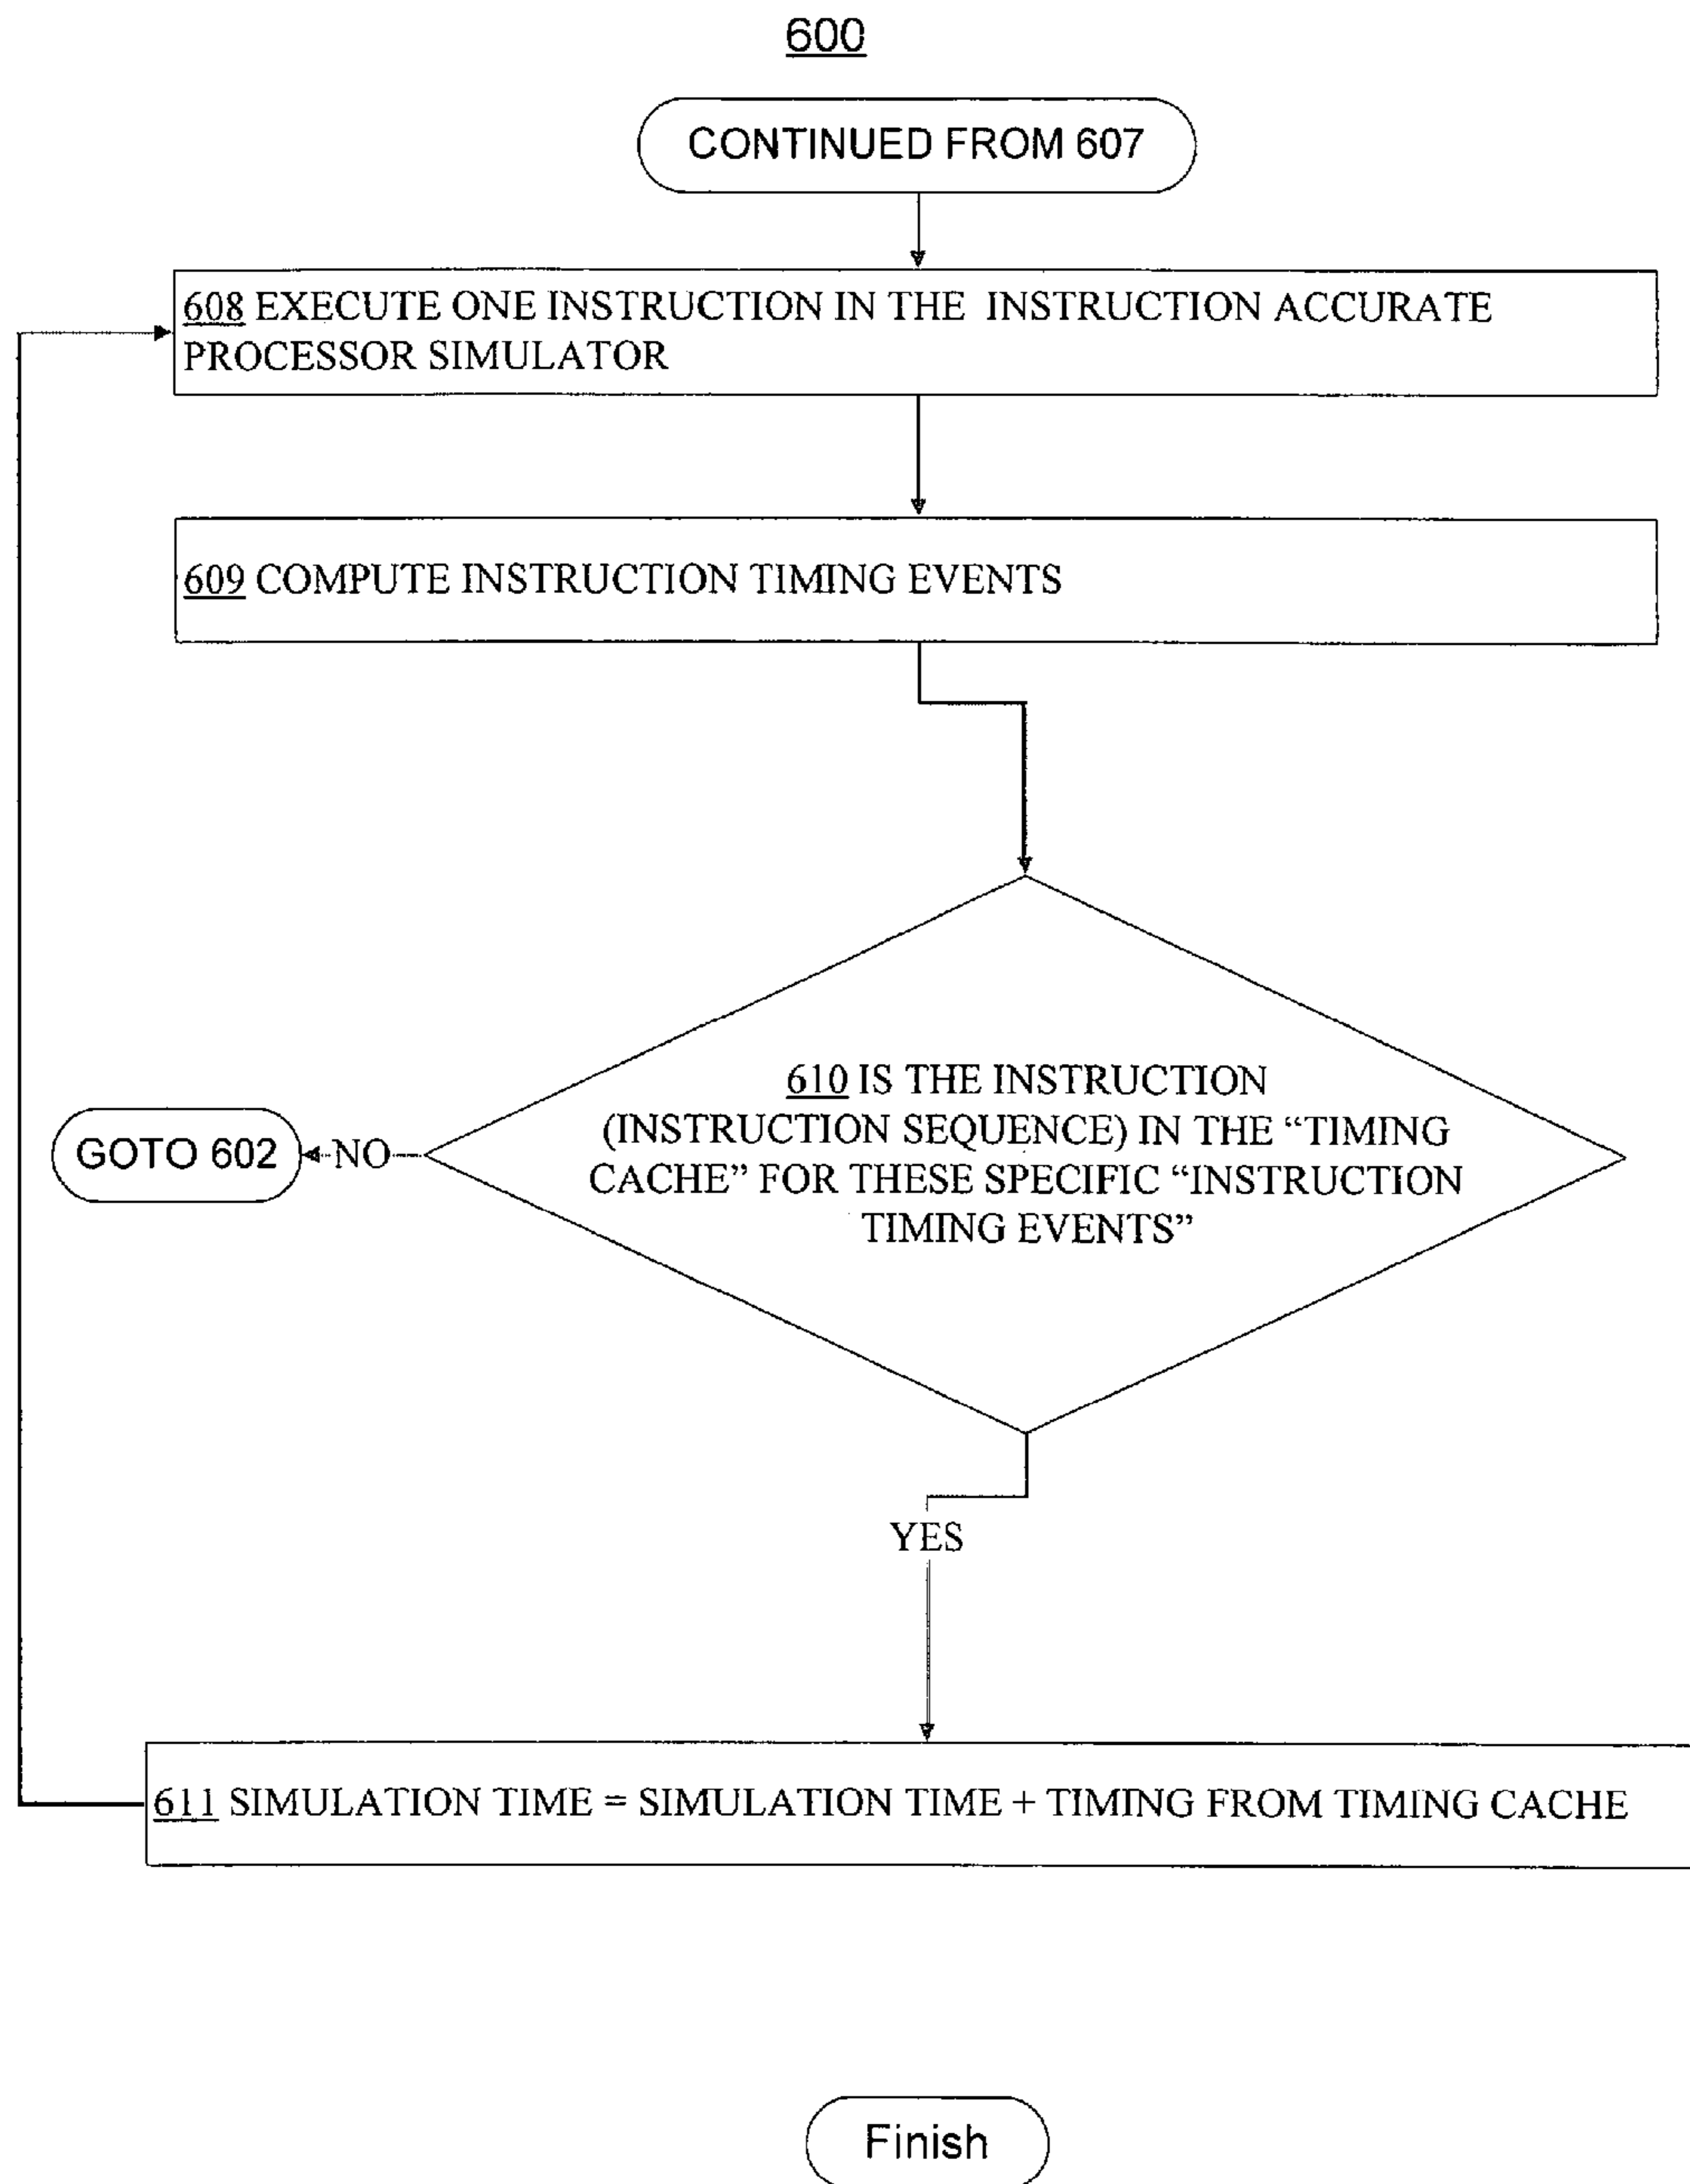 600
CONTINUED FROM 607
608 EXECUTE ONE INSTRUCTION IN THE INSTRUCTION ACCURATE
PROCESSOR SIMULATOR
609 COMPUTE INSTRUCTION TIMING EVENTS
610 IS THE INSTRUCTION
(INSTRUCTION SEQUENCE) IN THE “TIMING
CACHE” FOR THESE SPECIFIC “INSTRUCTION
TIMING EVENTS”
GOTO 602
NO
YES
611 SIMULATION TIME = SIMULATION TIME + TIMING FROM TIMING CACHE
Finish